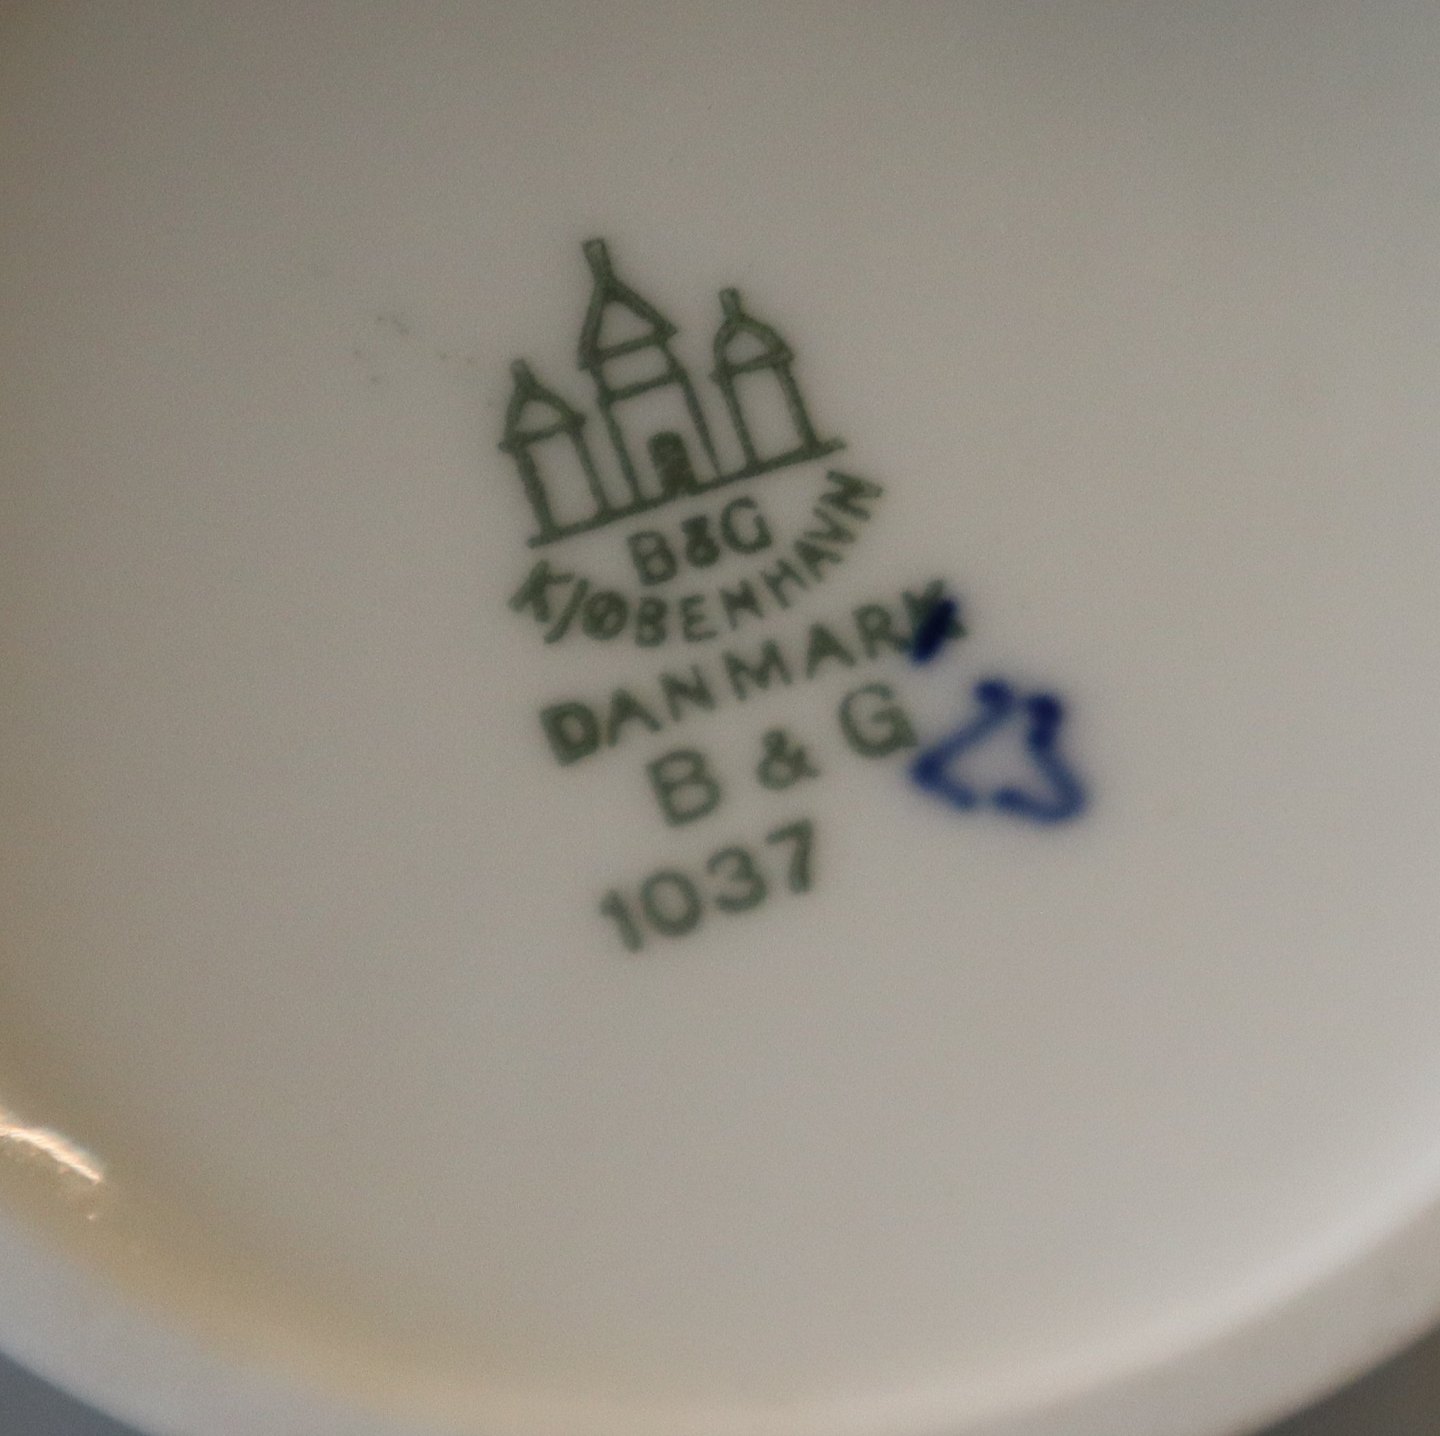 B&G
KJØBENHAVN
DANMARK
B & G
1037